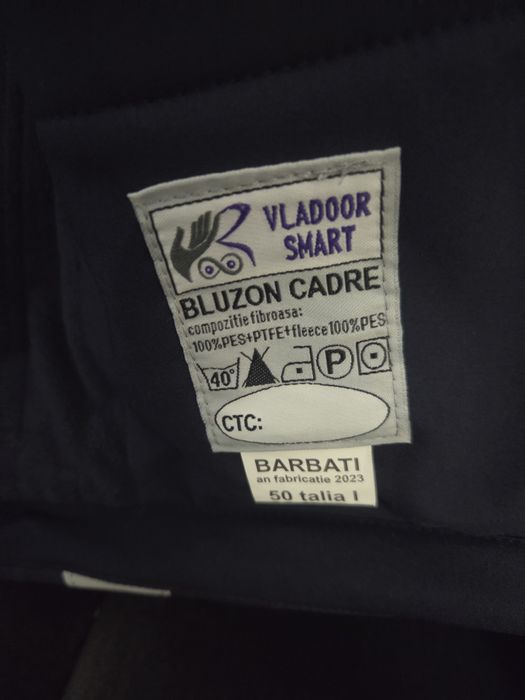 VLADOOR
SMART
BLUZON CADRE
compozitie fibroasa:
100%PES+PTFE+fleece100%PES
40°
P
CTC:
BARBATI
an fabricatie 2023
50 talia I